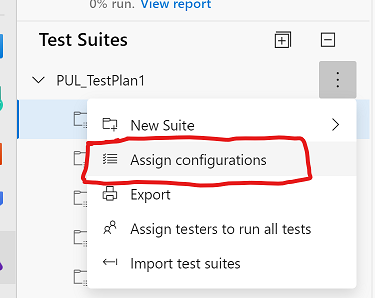 0% run. View report
Test Suites
PUL_TestPlan1
New Suite
Assign configurations
Export
Assign testers to run all tests
Import test suites